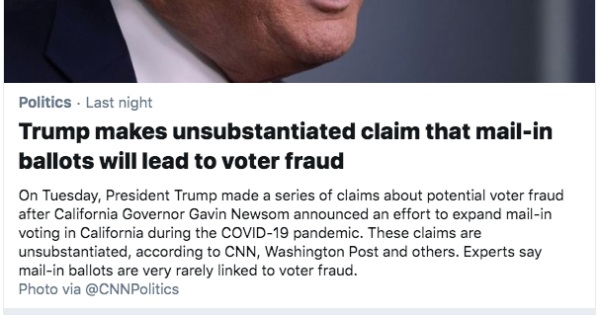 Politics · Last night
Trump makes unsubstantiated claim that mail-in
ballots will lead to voter fraud
On Tuesday, President Trump made a series of claims about potential voter fraud
after California Governor Gavin Newsom announced an effort to expand mail-in
voting in California during the COVID-19 pandemic. These claims are
unsubstantiated, according to CNN, Washington Post and others. Experts say
mail-in ballots are very rarely linked to voter fraud.
Photo via @CNNPolitics